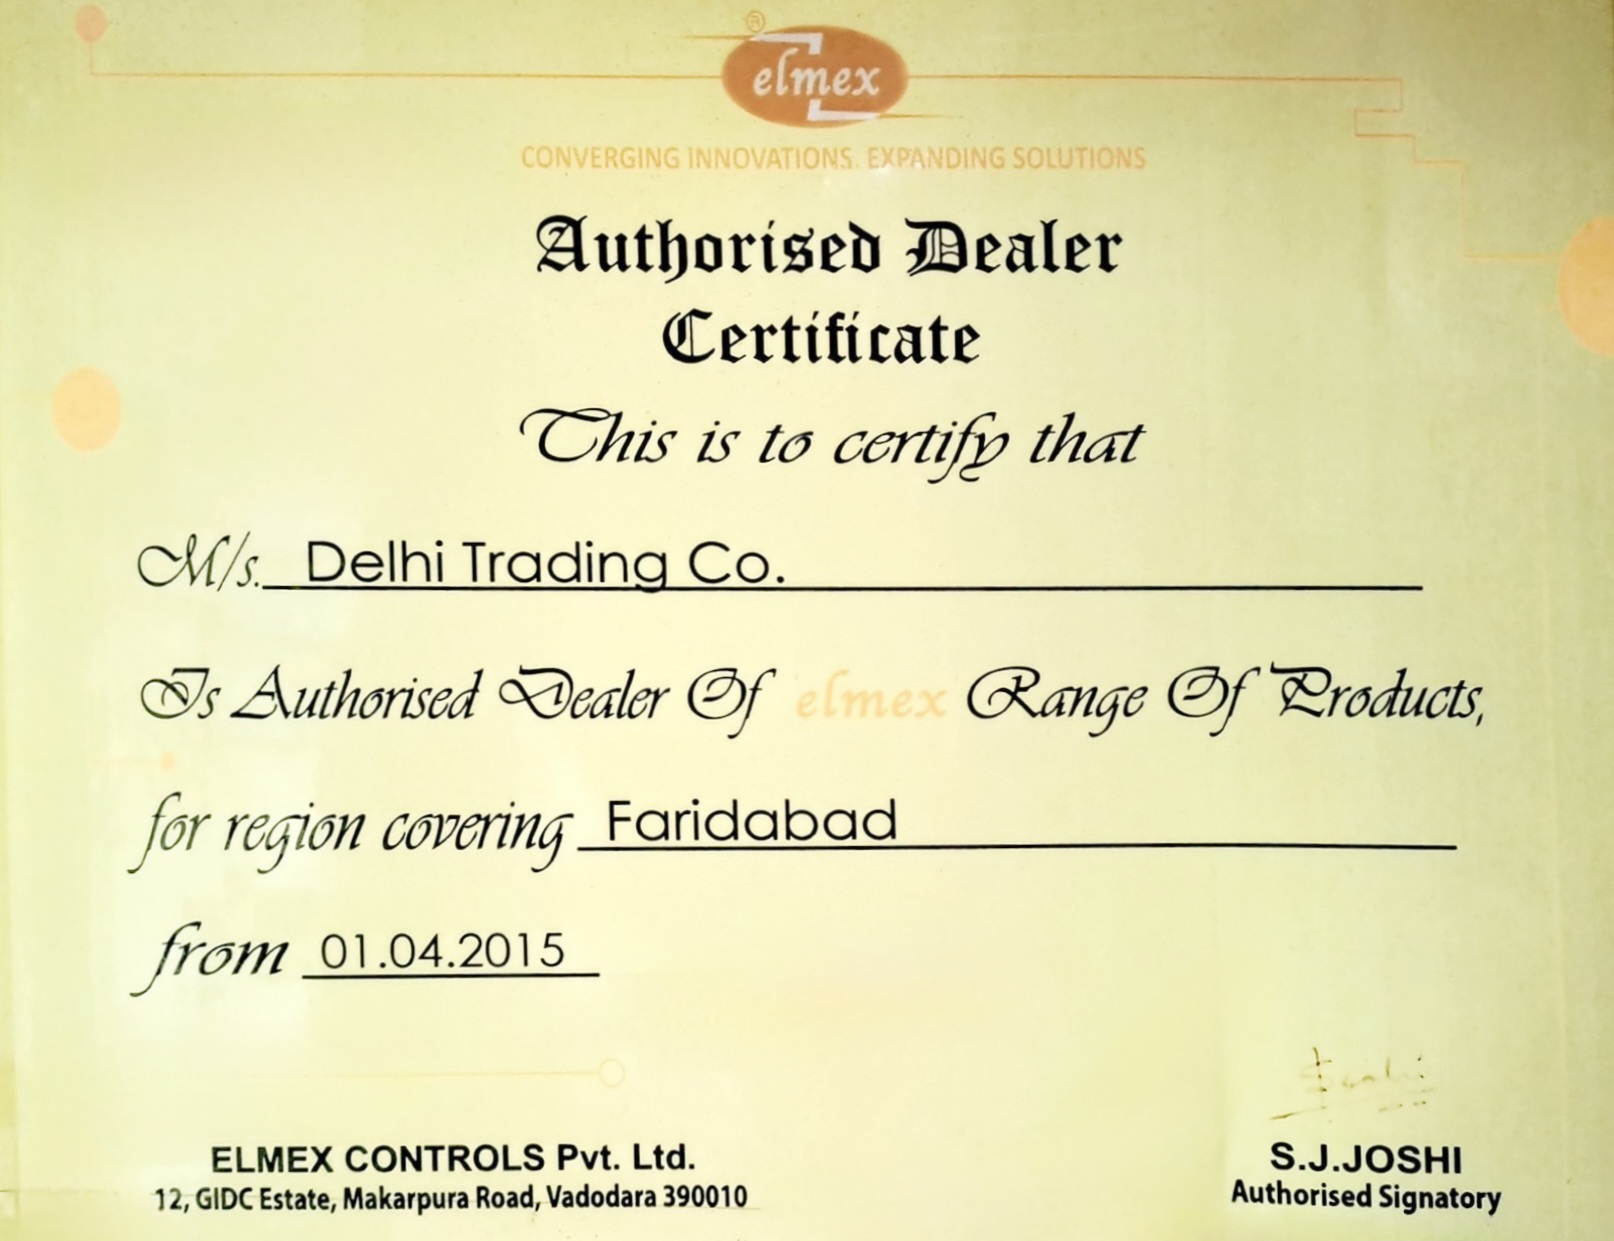 elmex ®
CONVERGING INNOVATIONS. EXPANDING SOLUTIONS
Authorised Dealer
Certificate
This is to certify that
M/s. Delhi Trading Co.
Is Authorised Dealer Of elmex Range Of Products,
for region covering Faridabad
from 01.04.2015
ELMEX CONTROLS Pvt. Ltd.
12, GIDC Estate, Makarpura Road, Vadodara 390010
S.J.JOSHI
Authorised Signatory